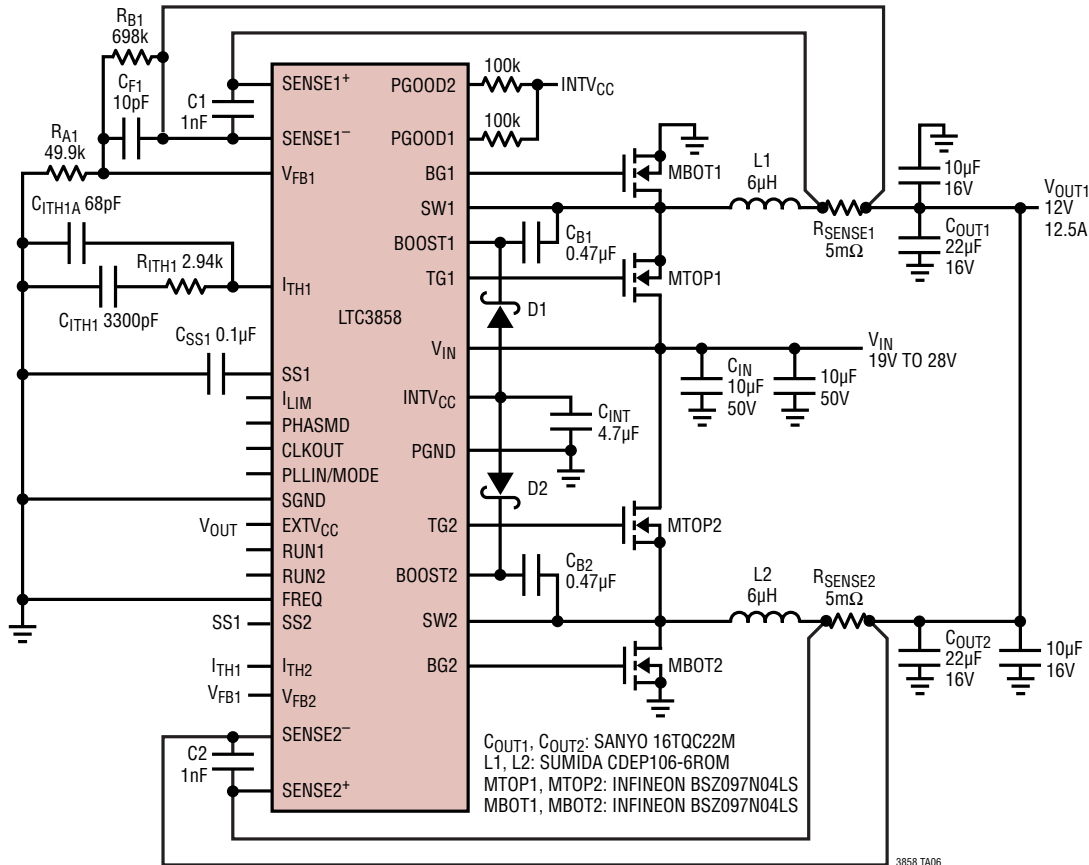 RB1
698k
CF1
10pF
C1
1nF
RA1
49.9k
CITH1A 68pF
RITH1 2.94k
CITH1 3300pF
CSS1 0.1µF
VOUT
SS1
ITH1
VFB1
C2
1nF
SENSE1+
SENSE1–
VFB1
ITH1
LTC3858
SS1
ILIM
PHASMD
CLKOUT
PLLIN/MODE
SGND
EXTVCC
RUN1
RUN2
FREQ
SS2
ITH2
VFB2
SENSE2–
SENSE2+
PGOOD2
PGOOD1
BG1
SW1
BOOST1
TG1
VIN
INTVCC
PGND
TG2
BOOST2
SW2
BG2
100k
INTVCC
100k
MBOT1
L1
6µH
CB1
0.47µF
MTOP1
D1
RSENSE1
5mΩ
10µF
16V
VOUT1
12V
12.5A
COUT1
22µF
16V
VIN
19V TO 28V
CIN
10µF
50V
10µF
50V
CINT
4.7µF
D2
MTOP2
CB2
0.47µF
L2
6µH
RSENSE2
5mΩ
MBOT2
COUT2
22µF
16V
10µF
16V
COUT1, COUT2: SANYO 16TQC22M
L1, L2: SUMIDA CDEP106-6ROM
MTOP1, MTOP2: INFINEON BSZ097N04LS
MBOT1, MBOT2: INFINEON BSZ097N04LS
3858 TA06